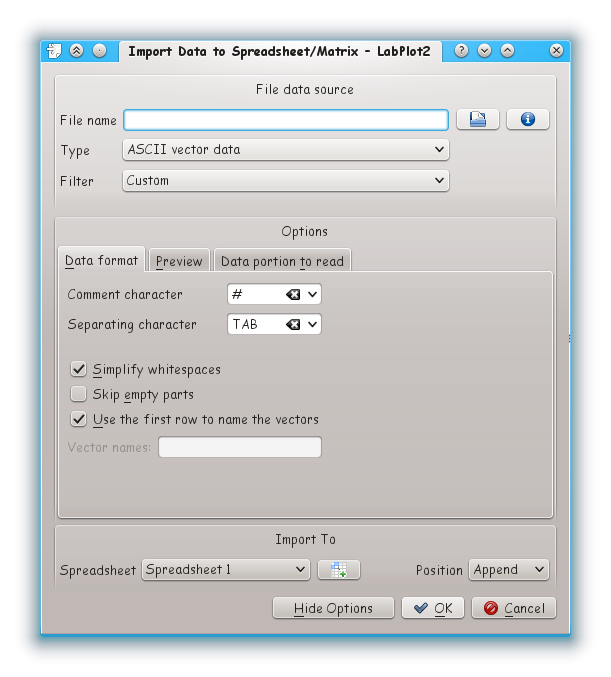 Import Data to Spreadsheet/Matrix - LabPlot2
File data source
File name
Type ASCII vector data
Filter Custom
Options
Data format Preview Data portion to read
Comment character #
Separating character TAB
Simplify whitespaces
Skip empty parts
Use the first row to name the vectors
Vector names:
Import To
Spreadsheet Spreadsheet 1 Position Append
Hide Options OK Cancel